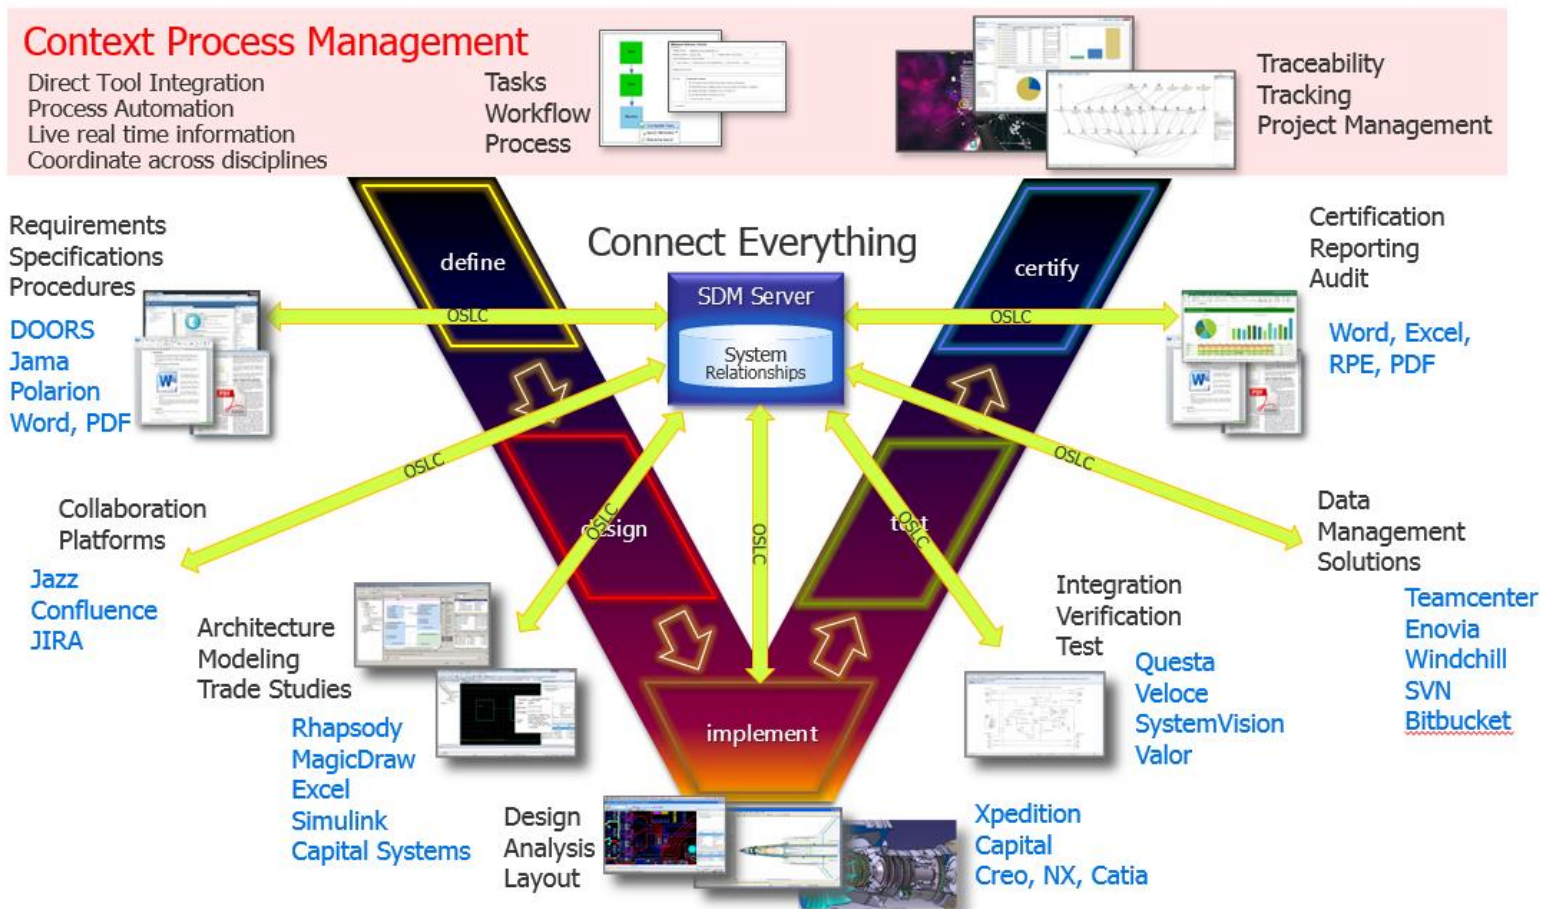 Context Process Management
Direct Tool Integration
Process Automation
Live real time information
Coordinate across disciplines
Tasks
Workflow
Process
Traceability
Tracking
Project Management
Requirements
Specifications
Procedures
DOORS
Jama
Polarion
Word, PDF
define
Connect Everything
SDM Server
System
Relationships
certify
Certification
Reporting
Audit
Word, Excel,
RPE, PDF
OSLC
OSLC
OSLC
OSLC
OSLC
OSLC
OSLC
design
test
Collaboration
Platforms
Jazz
Confluence
JIRA
Data
Management
Solutions
Teamcenter
Enovia
Windchill
SVN
Bitbucket
Architecture
Modeling
Trade Studies
Rhapsody
MagicDraw
Excel
Simulink
Capital Systems
Integration
Verification
Test
Questa
Veloce
SystemVision
Valor
implement
Design
Analysis
Layout
Xpedition
Capital
Creo, NX, Catia
W
PDF
W
PDF